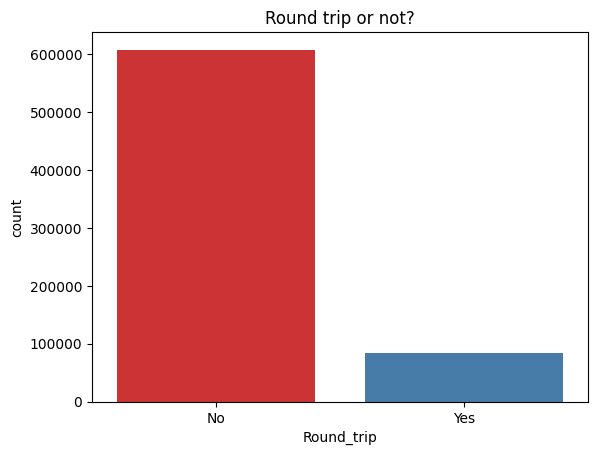 Round trip or not?
600000
500000
400000
300000
200000
100000
0
count
No
Yes
Round_trip